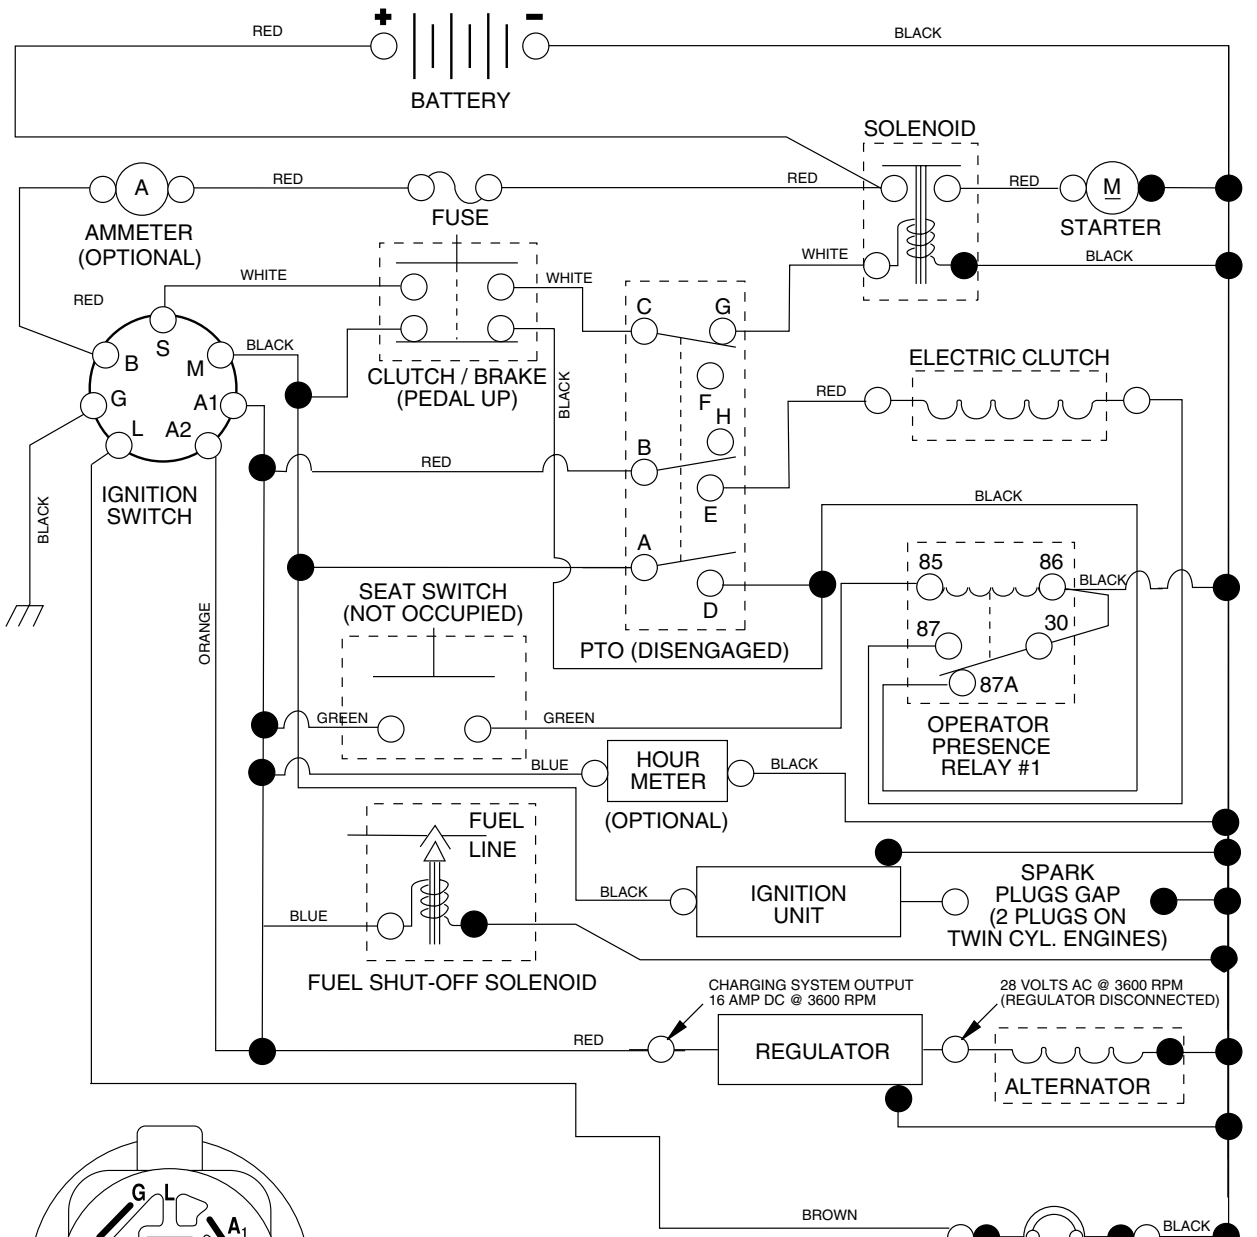 +
-
RED
BLACK
BATTERY
SOLENOID
A
RED
RED
RED
M
FUSE
STARTER
AMMETER
(OPTIONAL)
WHITE
BLACK
WHITE
WHITE
RED
C
G
S
BLACK
B
M
ELECTRIC CLUTCH
CLUTCH / BRAKE
(PEDAL UP)
BLACK
F
RED
G
A1
H
L
A2
B
RED
IGNITION
SWITCH
E
BLACK
BLACK
A
85
86
BLACK
SEAT SWITCH
(NOT OCCUPIED)
D
ORANGE
87
30
PTO (DISENGAGED)
87A
GREEN
GREEN
OPERATOR
PRESENCE
RELAY #1
BLUE
HOUR
METER
BLACK
(OPTIONAL)
FUEL
LINE
SPARK
PLUGS GAP
(2 PLUGS ON
TWIN CYL. ENGINES)
BLACK
IGNITION
UNIT
BLUE
FUEL SHUT-OFF SOLENOID
CHARGING SYSTEM OUTPUT
16 AMP DC @ 3600 RPM
28 VOLTS AC @ 3600 RPM
(REGULATOR DISCONNECTED)
RED
REGULATOR
ALTERNATOR
G
L
A1
BROWN
BLACK